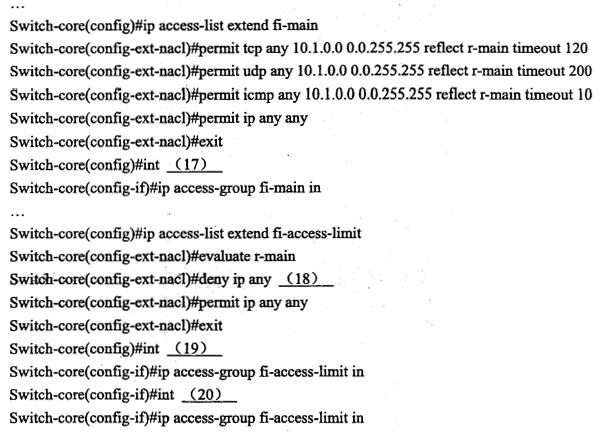 …
Switch-core(config)#ip access-list extend fi-main
Switch-core(config-ext-nacl)#permit tcp any 10.1.0.0 0.0.255.255 reflect r-main timeout 120
Switch-core(config-ext-nacl)#permit udp any 10.1.0.0 0.0.255.255 reflect r-main timeout 200
Switch-core(config-ext-nacl)#permit icmp any 10.1.0.0 0.0.255.255 reflect r-main timeout 10
Switch-core(config-ext-nacl)#permit ip any any
Switch-core(config-ext-nacl)#exit
Switch-core(config)#int （17）
Switch-core(config-if)#ip access-group fi-main in
…
Switch-core(config)#ip access-list extend fi-access-limit
Switch-core(config-ext-nacl)#evaluate r-main
Switch-core(config-ext-nacl)#deny ip any （18）
Switch-core(config-ext-nacl)#permit ip any any
Switch-core(config-ext-nacl)#exit
Switch-core(config)#int （19）
Switch-core(config-if)#ip access-group fi-access-limit in
Switch-core(config-if)#int （20）
Switch-core(config-if)#ip access-group fi-access-limit in